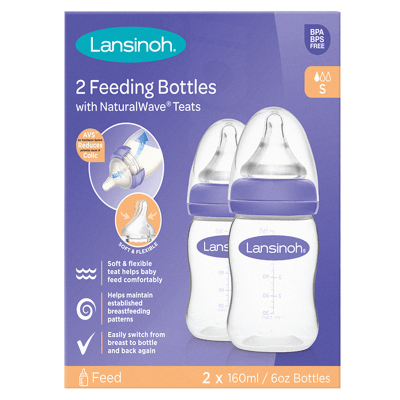 Lansinoh®
BPA
BPS
FREE
2 Feeding Bottles
with NaturalWave® Teats
S
AVS™
Reduces
Colic
SOFT & FLEXIBLE
Lansinoh®
Lansinoh®
Soft & flexible
teat helps baby
feed comfortably
Helps maintain
established
breastfeeding
patterns
Easily switch from
breast to bottle
and back again
Feed
2 x 160ml / 6oz Bottles